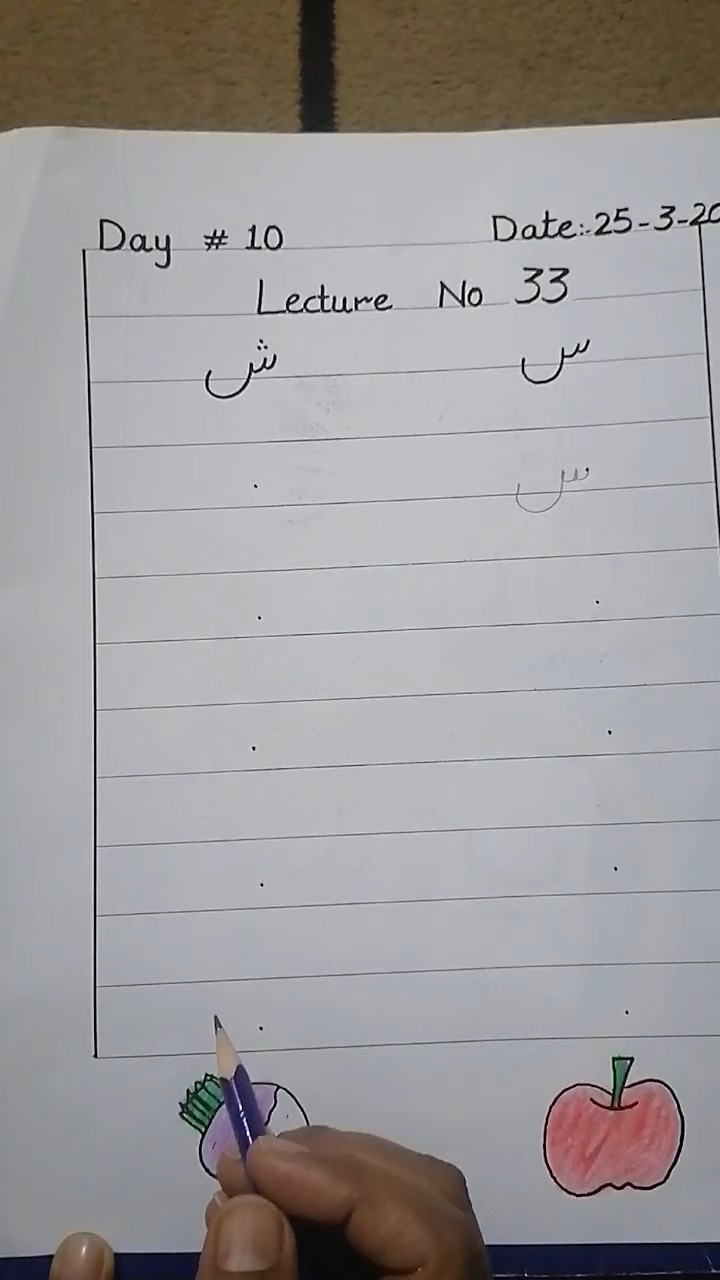 Day # 10 Date:-25-3-20
Lecture No 33
س ش
س